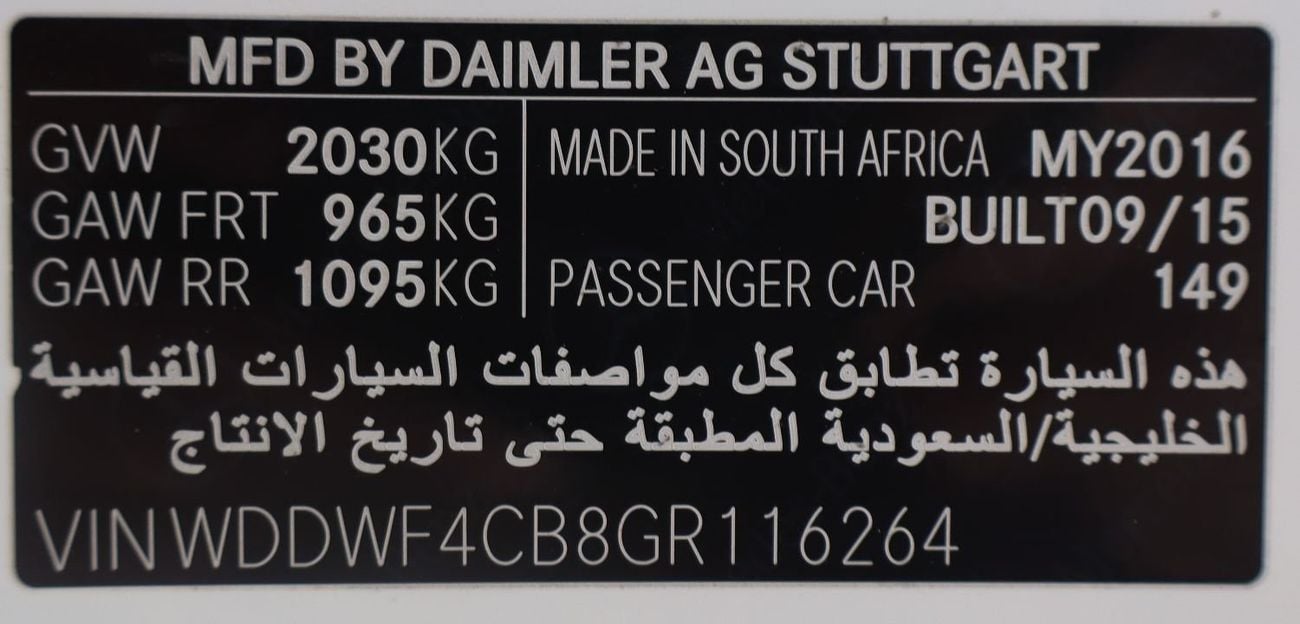 MFD BY DAIMLER AG STUTTGART
GVW 2030KG
GAW FRT 965KG
GAW RR 1095KG
MADE IN SOUTH AFRICA MY2016
BUILT09/15
PASSENGER CAR 149
هذه السيارة تطابق كل مواصفات السيارات القياسية
الخليجية/السعودية المطبقة حتى تاريخ الانتاج
VIN WDDWF4CB8GR116264